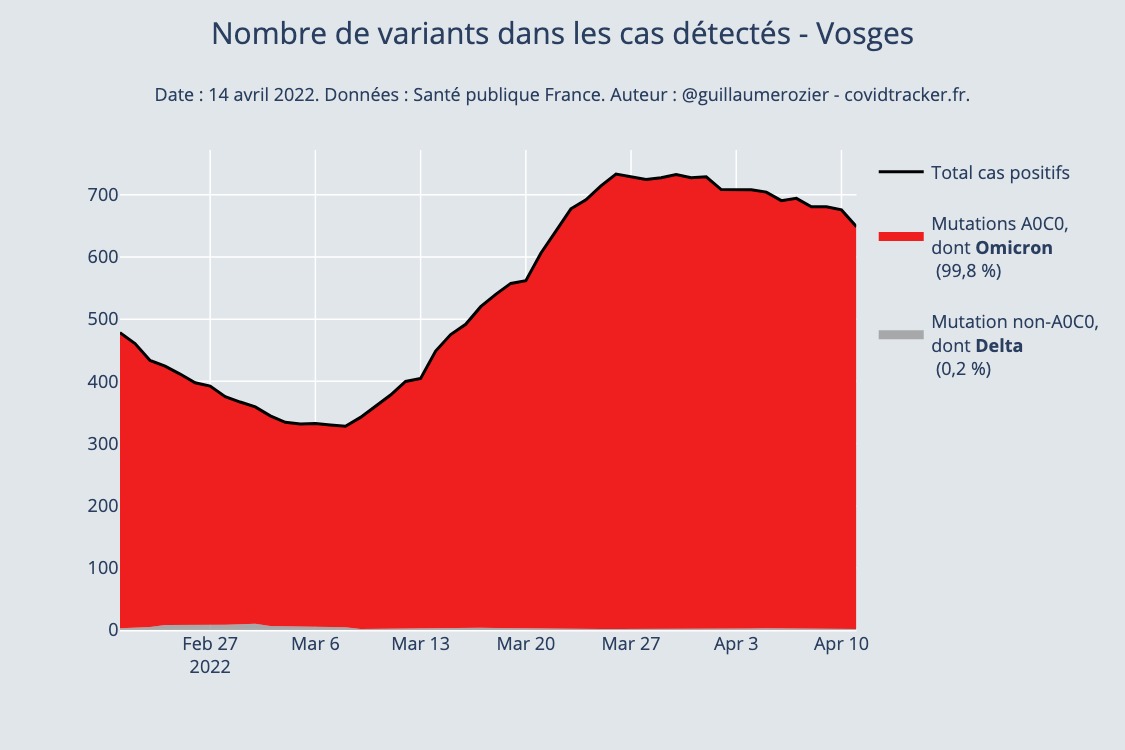 Nombre de variants dans les cas détectés - Vosges
Date : 14 avril 2022. Données : Santé publique France. Auteur : @guillaumerozier - covidtracker.fr.
700
600
500
400
300
200
100
0
Feb 27
2022
Mar 6
Mar 13
Mar 20
Mar 27
Apr 3
Apr 10
Total cas positifs
Mutations A0C0,
dont Omicron
(99,8 %)
Mutation non-A0C0,
dont Delta
(0,2 %)